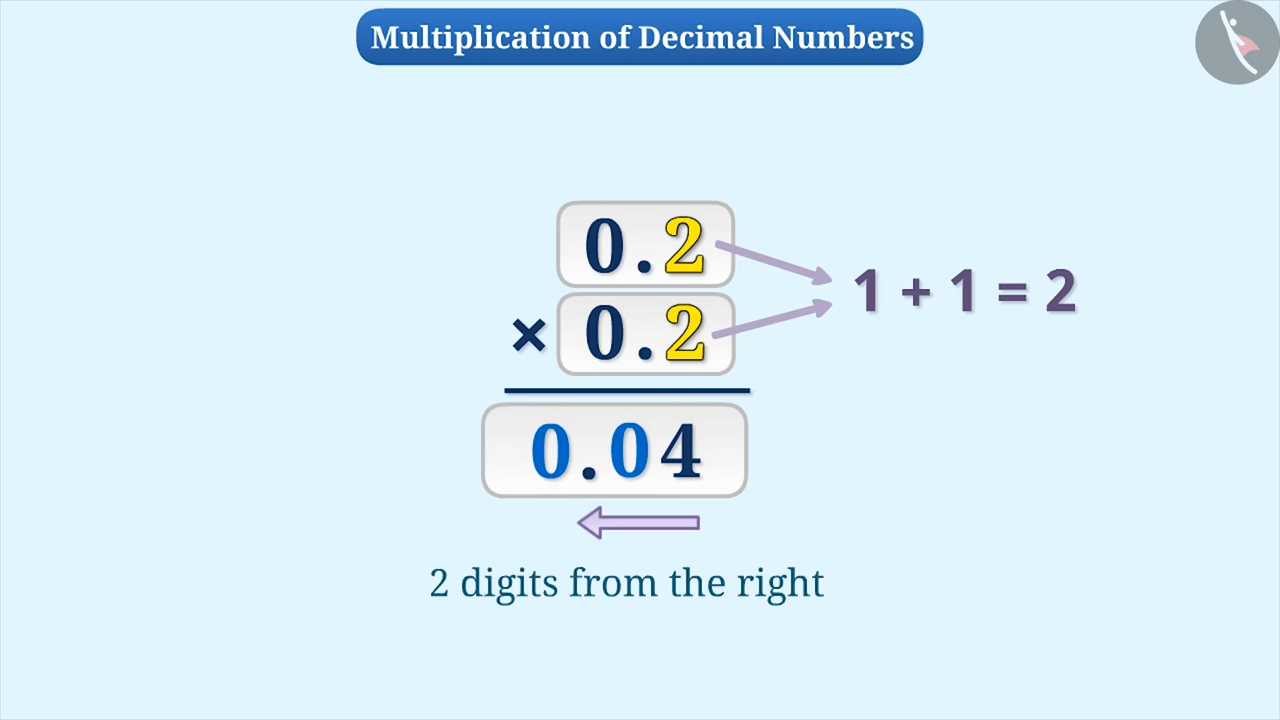 Multiplication of Decimal Numbers
0.2
× 0.2
1 + 1 = 2
0.04
2 digits from the right